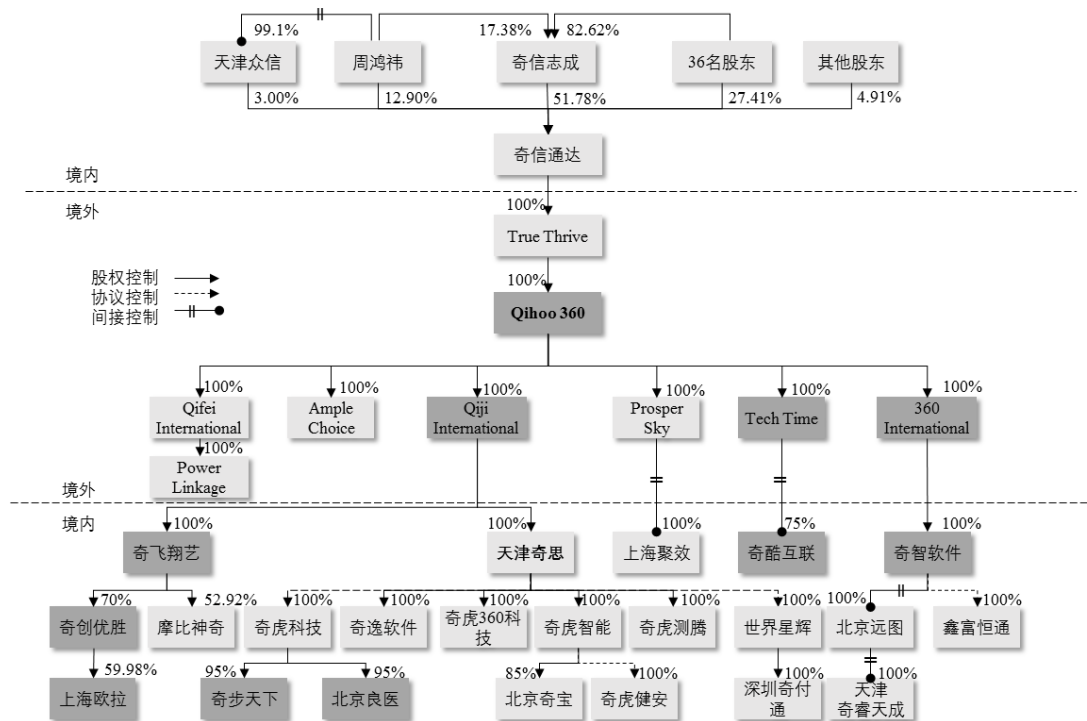 99.1%
17.38%
82.62%
天津众信
周鸿祎
奇信志成
36名股东
其他股东
3.00%
12.90%
51.78%
27.41%
4.91%
奇信通达
境内
境外
100%
True Thrive
股权控制
协议控制
间接控制
100%
Qihoo 360
100%
100%
100%
100%
100%
100%
Qifei
International
Ample
Choice
Qiji
International
Prosper
Sky
Tech Time
360
International
100%
Power
Linkage
境外
境内
100%
100%
100%
75%
100%
奇飞翔艺
天津奇思
上海聚效
奇酷互联
奇智软件
70%
52.92%
100%
100%
100%
100%
100%
100%
100%
100%
奇创优胜
摩比神奇
奇虎科技
奇逸软件
奇虎360科
技
奇虎智能
奇虎测腾
世界星辉
北京远图
鑫富恒通
59.98%
95%
95%
85%
100%
100%
100%
上海欧拉
奇步天下
北京良医
北京奇宝
奇虎健安
深圳奇付
通
天津
奇睿天成